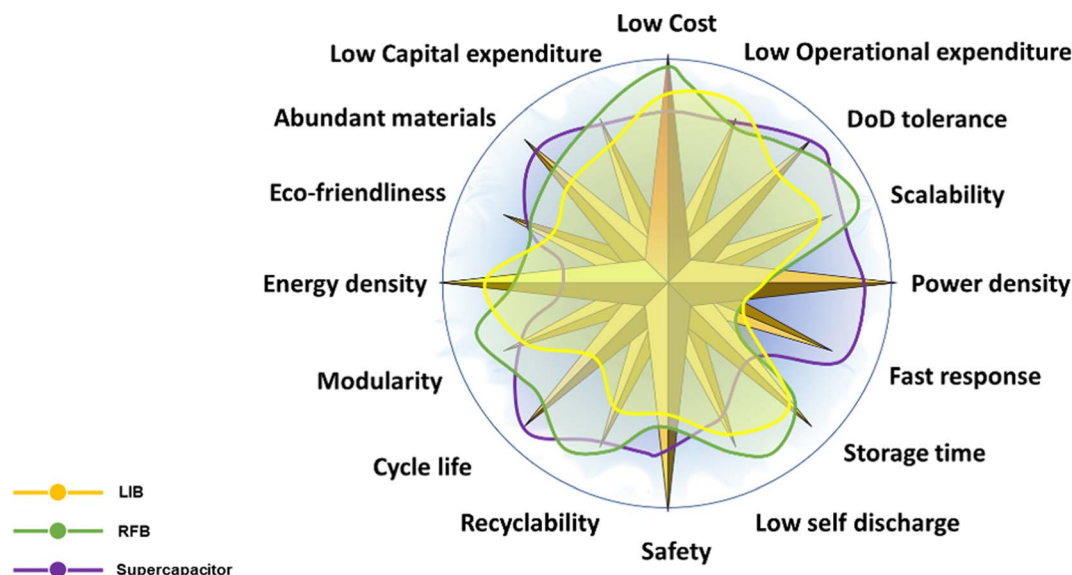 Low Cost
Low Capital expenditure
Low Operational expenditure
Abundant materials
DoD tolerance
Eco-friendliness
Scalability
Energy density
Power density
Modularity
Fast response
Cycle life
Storage time
Recyclability
Low self discharge
Safety
LIB
RFB
Supercapacitor